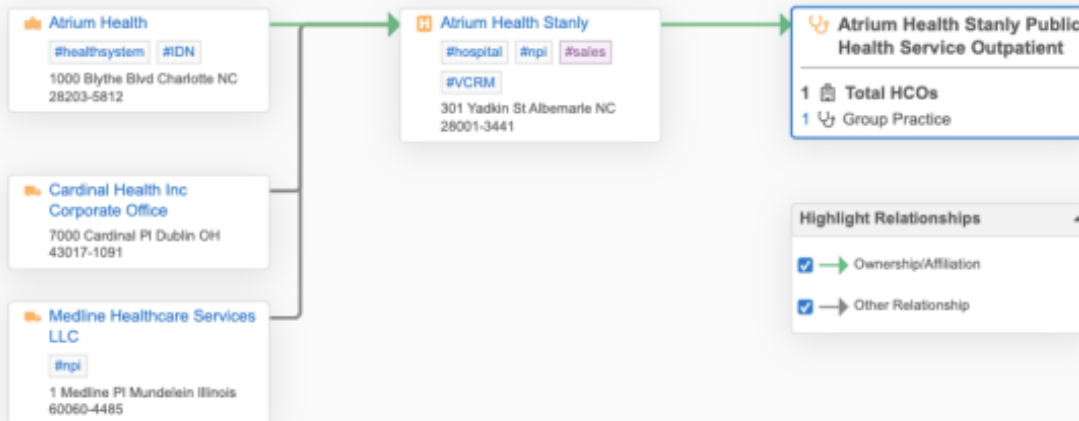 Atrium Health
#healthsystem #IDN
1000 Blythe Blvd Charlotte NC
28203-5812
Cardinal Health Inc
Corporate Office
7000 Cardinal Pl Dublin OH
43017-1091
Medline Healthcare Services
LLC
#npi
1 Medline Pl Mundelein Illinois
60060-4485
H Atrium Health Stanly
#hospital #npi #sales
#VCRM
301 Yadkin St Albemarle NC
28001-3441
Atrium Health Stanly Public
Health Service Outpatient
1 Total HCOs
1 Group Practice
Highlight Relationships
Ownership/Affiliation
Other Relationship